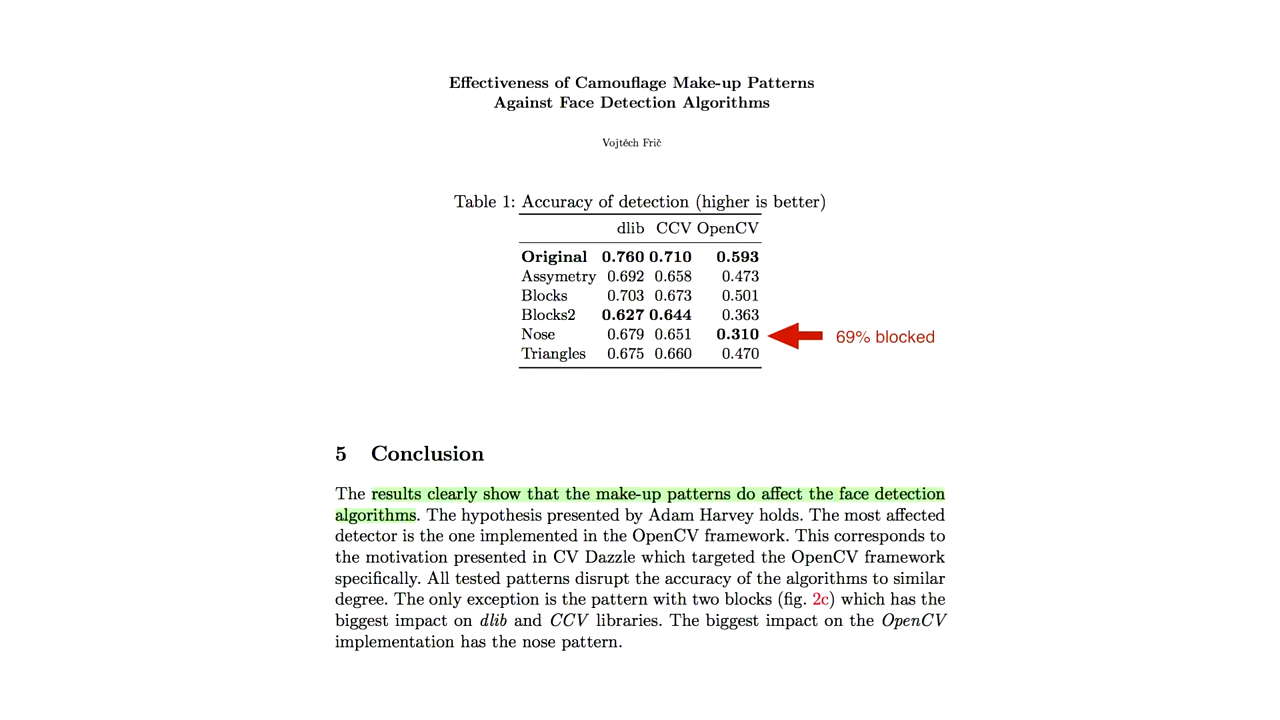 Effectiveness of Camouflage Make-up Patterns
Against Face Detection Algorithms
Vojtěch Frič
Table 1: Accuracy of detection (higher is better)
dlib CCV OpenCV
Original 0.760 0.710 0.593
Assymetry 0.692 0.658 0.473
Blocks 0.703 0.673 0.501
Blocks2 0.627 0.644 0.363
Nose 0.679 0.651 0.310 69% blocked
Triangles 0.675 0.660 0.470
5 Conclusion
The results clearly show that the make-up patterns do affect the face detection
algorithms. The hypothesis presented by Adam Harvey holds. The most affected
detector is the one implemented in the OpenCV framework. This corresponds to
the motivation presented in CV Dazzle which targeted the OpenCV framework
specifically. All tested patterns disrupt the accuracy of the algorithms to similar
degree. The only exception is the pattern with two blocks (fig. 2c) which has the
biggest impact on dlib and CCV libraries. The biggest impact on the OpenCV
implementation has the nose pattern.